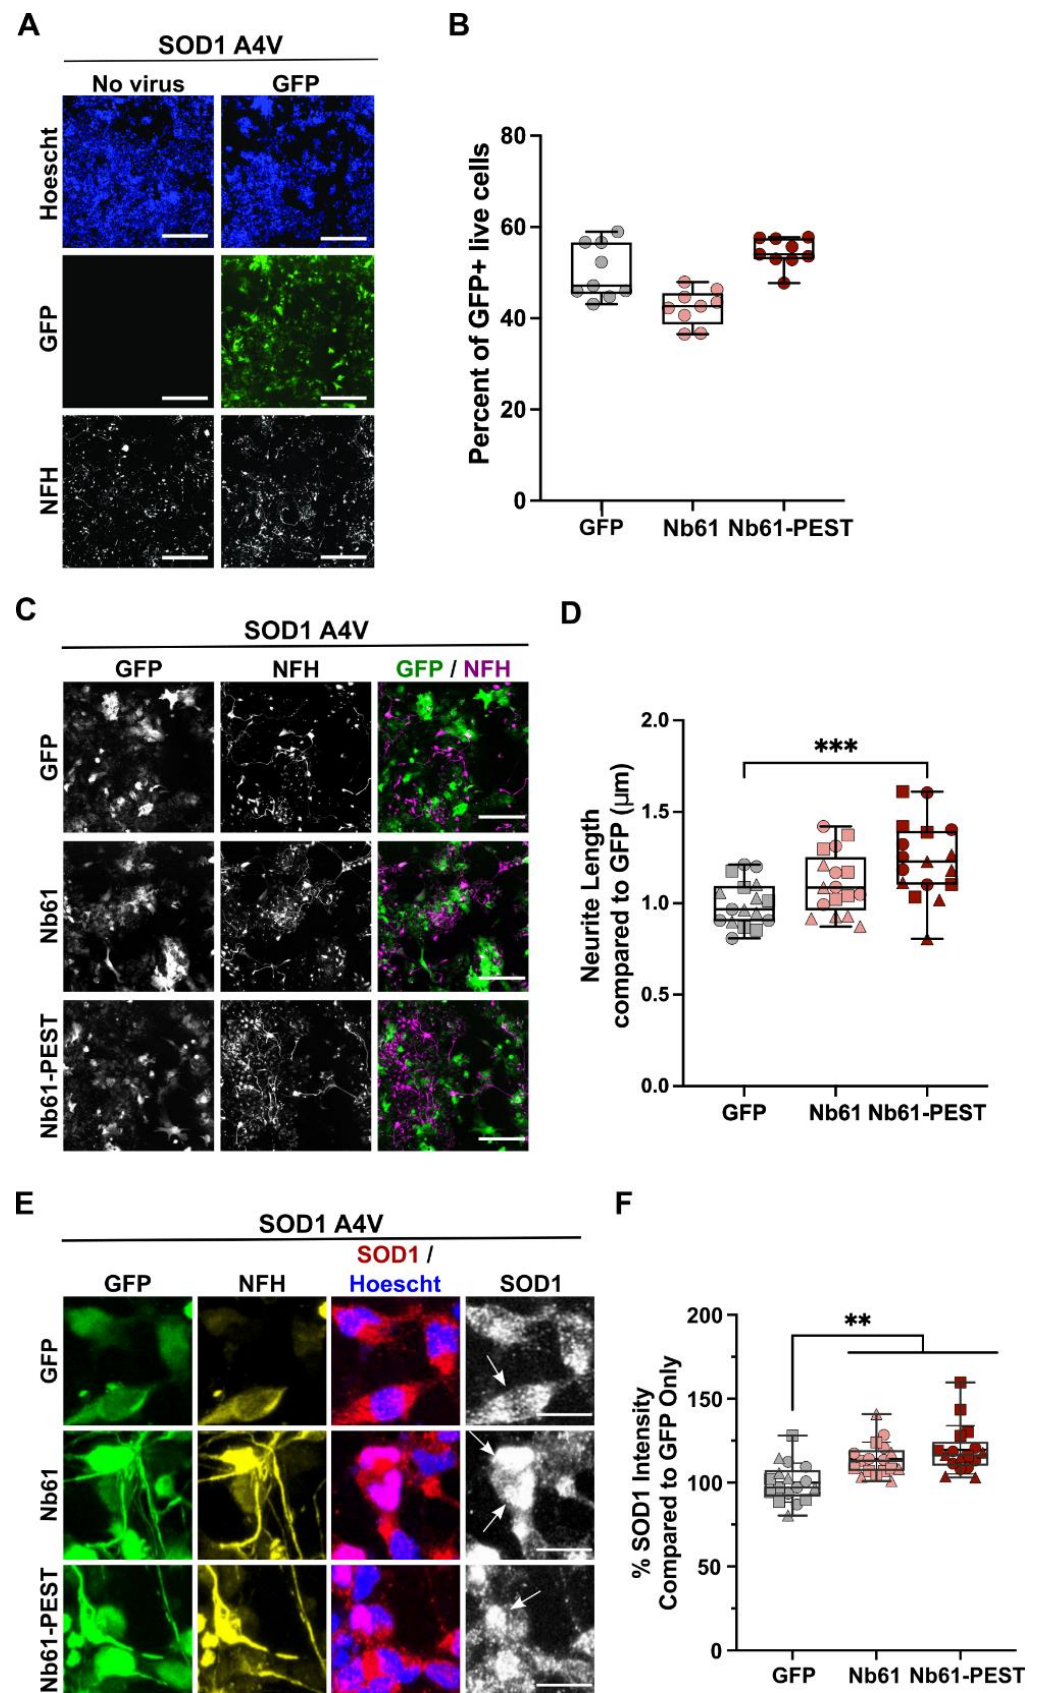 A
SOD1 A4V
No virus GFP
Hoescht
GFP
NFH
B
Percent of GFP+ live cells
80
60
40
20
0
GFP Nb61 Nb61-PEST
C
SOD1 A4V
GFP NFH GFP / NFH
GFP
Nb61
Nb61-PEST
D
Neurite Length
compared to GFP (μm)
2.0
1.5
1.0
0.5
0.0
***
GFP Nb61 Nb61-PEST
E
SOD1 A4V
SOD1 /
GFP NFH Hoescht SOD1
GFP
Nb61
Nb61-PEST
F
% SOD1 Intensity
Compared to GFP Only
200
150
100
50
0
**
GFP Nb61 Nb61-PEST